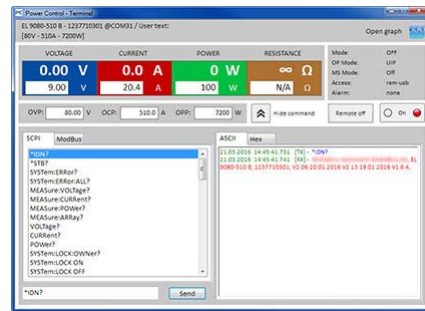 Power Control - Terminal
EL 9080-510 B - 1237710301 @COM31 / User text:
[80V - 510A - 7200W]
Open graph
VOLTAGE CURRENT POWER RESISTANCE
0.00 V 0.0 A 0 W ∞ Ω
9.00 V 20.4 A 100 W N/A Ω
Mode: OFF
OP Mode: UIP
MS Mode: Off
Access: rem-usb
Alarm: none
OVP: 80.00 V OCP: 510.0 A OPP: 7200 W hide command Remote off On
SCPI ModBus
*IDN?
*STB?
SYSTem:ERRor?
SYSTem:ERRor:ALL?
MEASure:VOLTage?
MEASure:CURRent?
MEASure:POWer?
MEASure:ARRay?
VOLTage?
CURRent?
POWer?
SYSTem:LOCK:OWNer?
SYSTem:LOCK ON
SYSTem:LOCK OFF
*IDN? Send
ASCII Hex
21.03.2016 14:45:41.731 [TX] - *IDN?
21.03.2016 14:45:41.741 [RX] - EL
9080-510 B, 1237710301, V2.06 20.01.2016 V2.13 19.01.2016 V1.6.4,